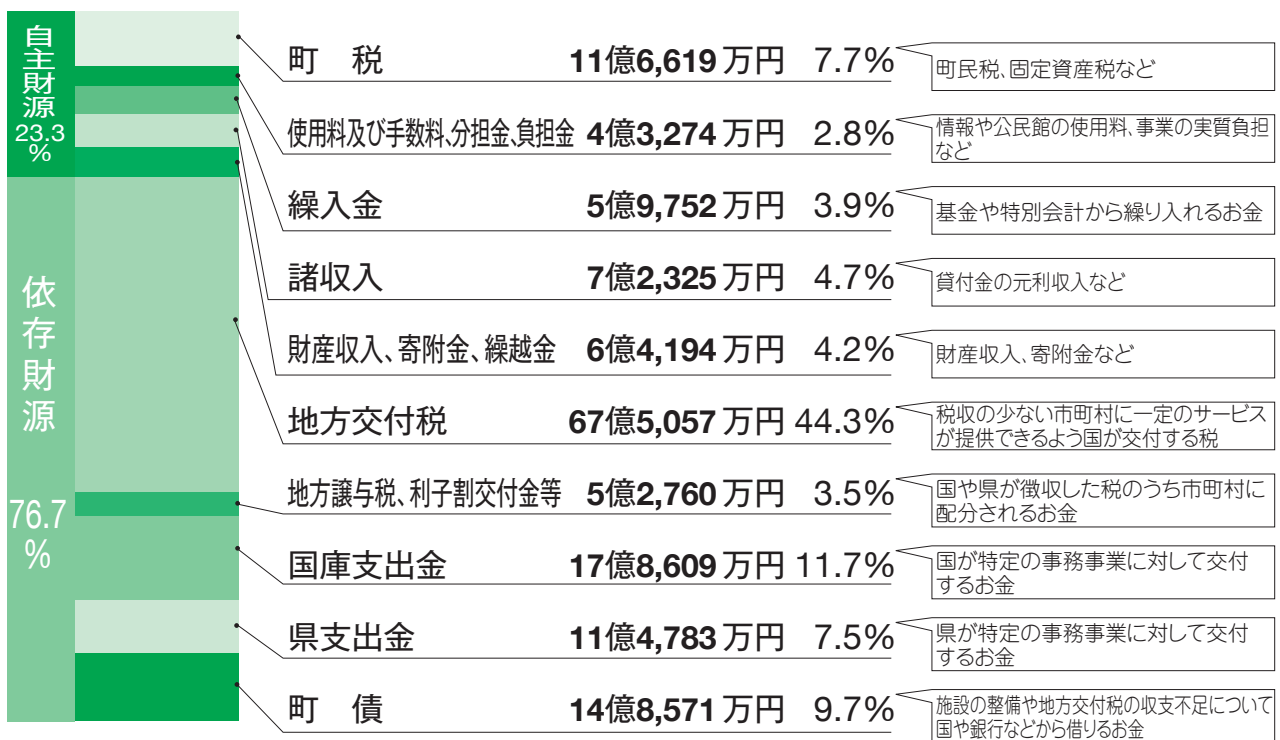 自主財源
23.3
%
依存財源
76.7
%
町　税 11億6,619万円 7.7%
町民税、固定資産税など
使用料及び手数料、分担金、負担金 4億3,274万円 2.8%
情報や公民館の使用料、事業の実質負担
など
繰入金 5億9,752万円 3.9%
基金や特別会計から繰り入れるお金
諸収入 7億2,325万円 4.7%
貸付金の元利収入など
財産収入、寄附金、繰越金 6億4,194万円 4.2%
財産収入、寄附金など
地方交付税 67億5,057万円 44.3%
税収の少ない市町村に一定のサービス
が提供できるよう国が交付する税
地方譲与税、利子割交付金等 5億2,760万円 3.5%
国や県が徴収した税のうち市町村に
配分されるお金
国庫支出金 17億8,609万円 11.7%
国が特定の事務事業に対して交付
するお金
県支出金 11億4,783万円 7.5%
県が特定の事務事業に対して交付
するお金
町　債 14億8,571万円 9.7%
施設の整備や地方交付税の収支不足について
国や銀行などから借りるお金